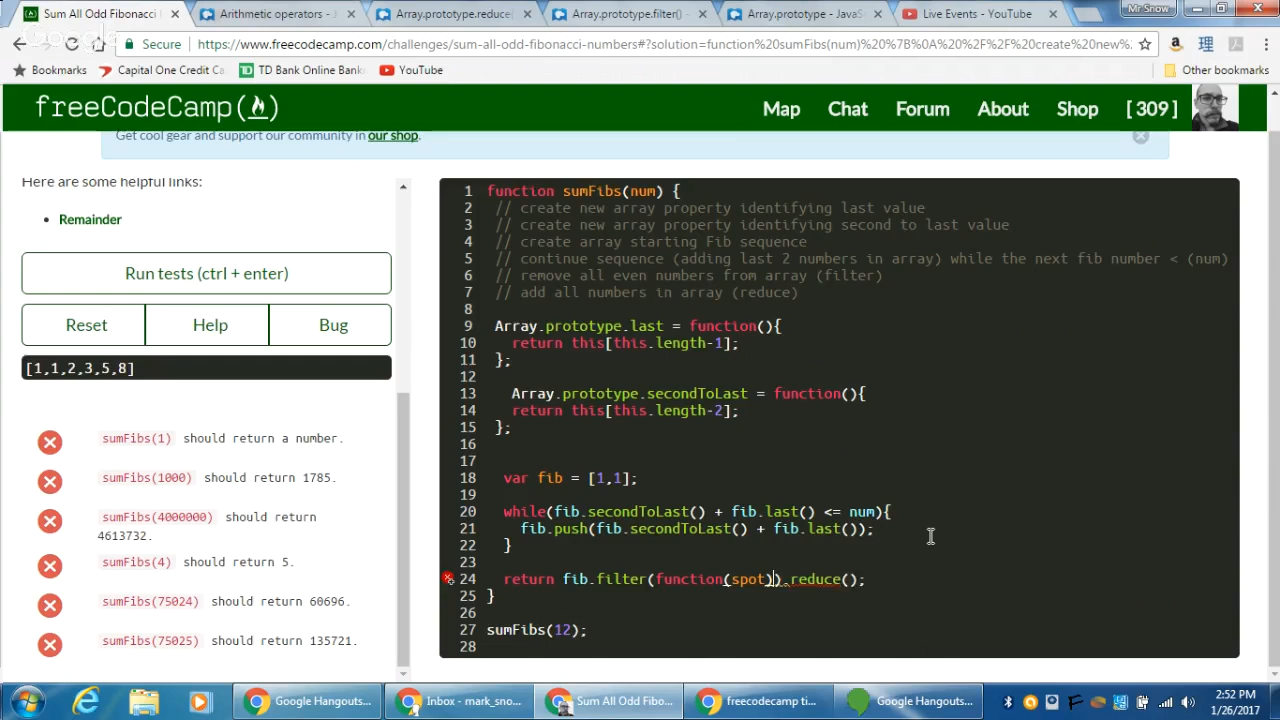 Sum All Odd Fibonacci
Arithmetic operators -
Array.prototype.reduce(
Array.prototype.filter() -
Array.prototype - JavaS
Live Events - YouTube
Mr Snow
Secure
https://www.freecodecamp.com/challenges/sum-all-odd-fibonacci-numbers#?solution=function%20sumFibs(num)%20%7B%0A%20%2F%2F%20create%20new%
Bookmarks
Capital One Credit Ca
TD Bank Online Bank
YouTube
Other bookmarks
freeCodeCamp( )
Map
Chat
Forum
About
Shop
[ 309 ]
Get cool gear and support our community in our shop.
Here are some helpful links:
Remainder
Run tests (ctrl + enter)
Reset
Help
Bug
[1,1,2,3,5,8]
sumFibs(1) should return a number.
sumFibs(1000) should return 1785.
sumFibs(4000000) should return
4613732.
sumFibs(4) should return 5.
sumFibs(75024) should return 60696.
sumFibs(75025) should return 135721.
1 function sumFibs(num) {
2 // create new array property identifying last value
3 // create new array property identifying second to last value
4 // create array starting Fib sequence
5 // continue sequence (adding last 2 numbers in array) while the next fib number < (num)
6 // remove all even numbers from array (filter)
7 // add all numbers in array (reduce)
8
9 Array.prototype.last = function(){
10 return this[this.length-1];
11 };
12
13 Array.prototype.secondToLast = function(){
14 return this[this.length-2];
15 };
16
17
18 var fib = [1,1];
19
20 while(fib.secondToLast() + fib.last() <= num){
21 fib.push(fib.secondToLast() + fib.last());
22 }
23
24 return fib.filter(function(spot)).reduce();
25 }
26
27 sumFibs(12);
28
Google Hangouts...
Inbox - mark_sno...
Sum All Odd Fibo...
freecodecamp ti...
Google Hangouts...
2:52 PM
1/26/2017